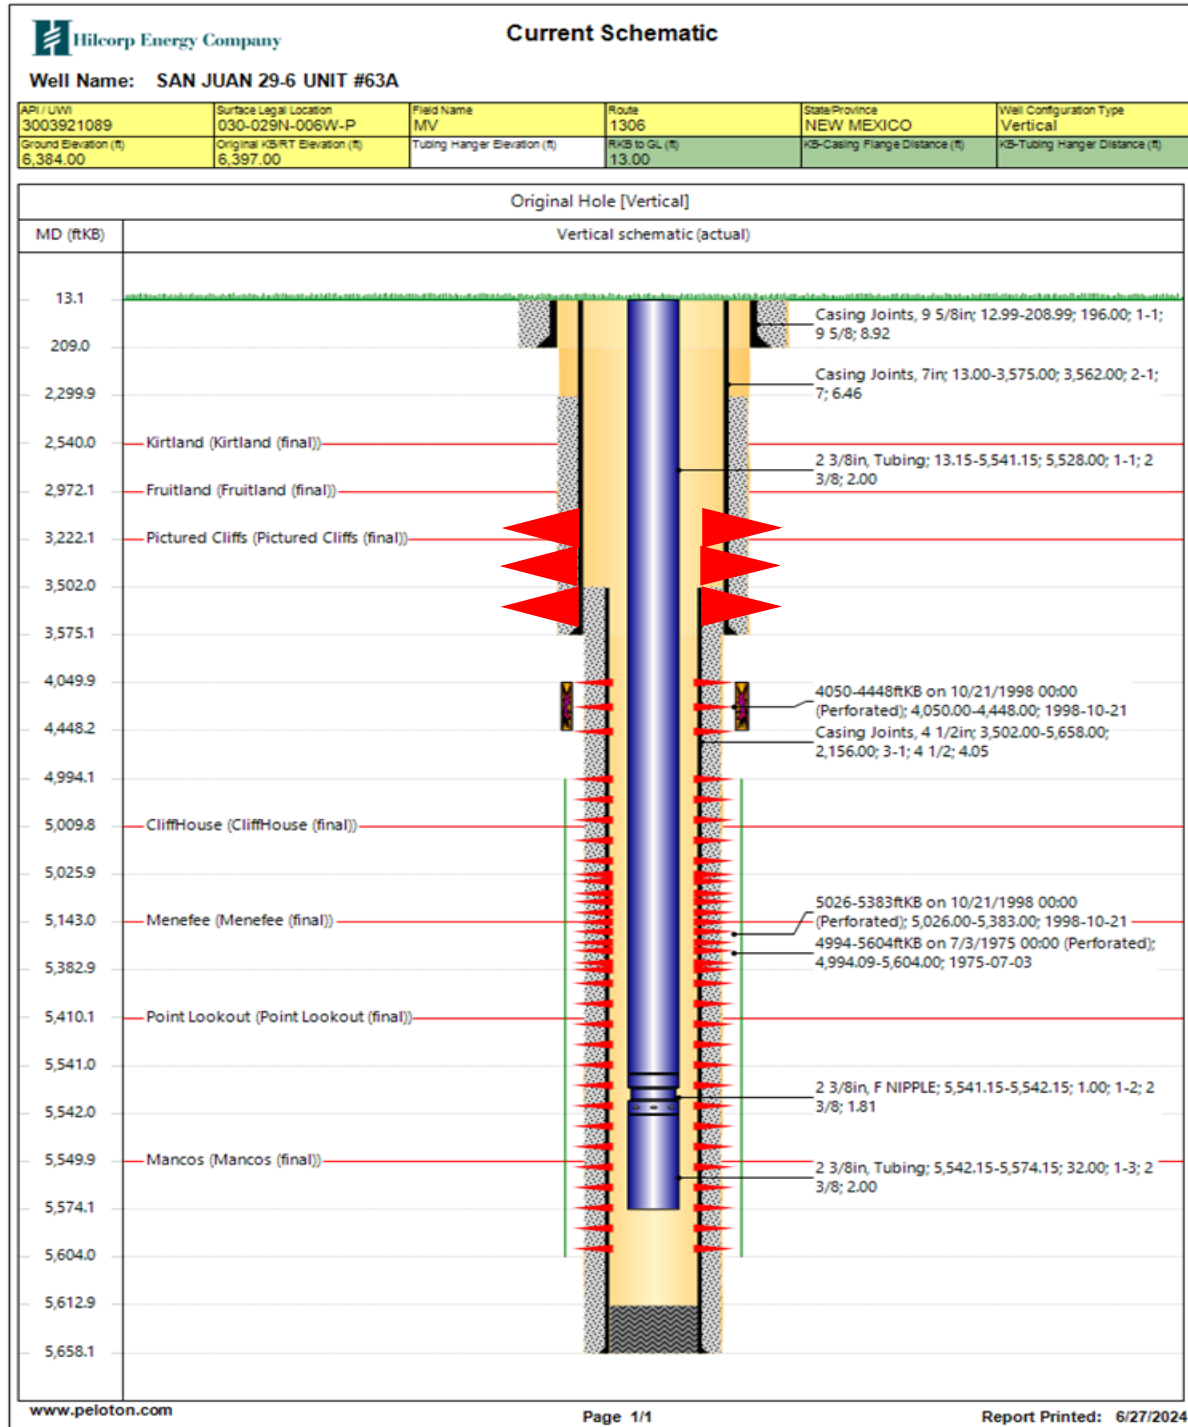 Hilcorp Energy Company
Current Schematic
Well Name: SAN JUAN 29-6 UNIT #63A
API / UWI
3003921089
Surface Legal Location
030-029N-006W-P
Field Name
MV
Route
1306
State/Province
NEW MEXICO
Well Configuration Type
Vertical
Ground Elevation (ft)
6,384.00
Original KB/RT Elevation (ft)
6,397.00
Tubing Hanger Elevation (ft)
RKB to GL (ft)
13.00
KB-Casing Flange Distance (ft)
KB-Tubing Hanger Distance (ft)
Original Hole [Vertical]
MD (ftKB)
Vertical schematic (actual)
13.1
Casing Joints, 9 5/8in; 12.99-208.99; 196.00; 1-1;
9 5/8; 8.92
209.0
Casing Joints, 7in; 13.00-3,575.00; 3,562.00; 2-1;
7; 6.46
2,299.9
2,540.0
Kirtland (Kirtland (final))
2 3/8in, Tubing; 13.15-5,541.15; 5,528.00; 1-1; 2
3/8; 2.00
2,972.1
Fruitland (Fruitland (final))
3,222.1
Pictured Cliffs (Pictured Cliffs (final))
3,502.0
3,575.1
4,049.9
4050-4448ftKB on 10/21/1998 00:00
(Perforated); 4,050.00-4,448.00; 1998-10-21
4,448.2
Casing Joints, 4 1/2in; 3,502.00-5,658.00;
2,156.00; 3-1; 4 1/2; 4.05
4,994.1
5,009.8
CliffHouse (CliffHouse (final))
5,025.9
5026-5383ftKB on 10/21/1998 00:00
(Perforated); 5,026.00-5,383.00; 1998-10-21
5,143.0
Menefee (Menefee (final))
4994-5604ftKB on 7/3/1975 00:00 (Perforated);
4,994.09-5,604.00; 1975-07-03
5,382.9
5,410.1
Point Lookout (Point Lookout (final))
5,541.0
2 3/8in, F NIPPLE; 5,541.15-5,542.15; 1.00; 1-2; 2
3/8; 1.81
5,542.0
5,549.9
Mancos (Mancos (final))
2 3/8in, Tubing; 5,542.15-5,574.15; 32.00; 1-3; 2
3/8; 2.00
5,574.1
5,604.0
5,612.9
5,658.1
www.peloton.com
Page 1/1
Report Printed: 6/27/2024